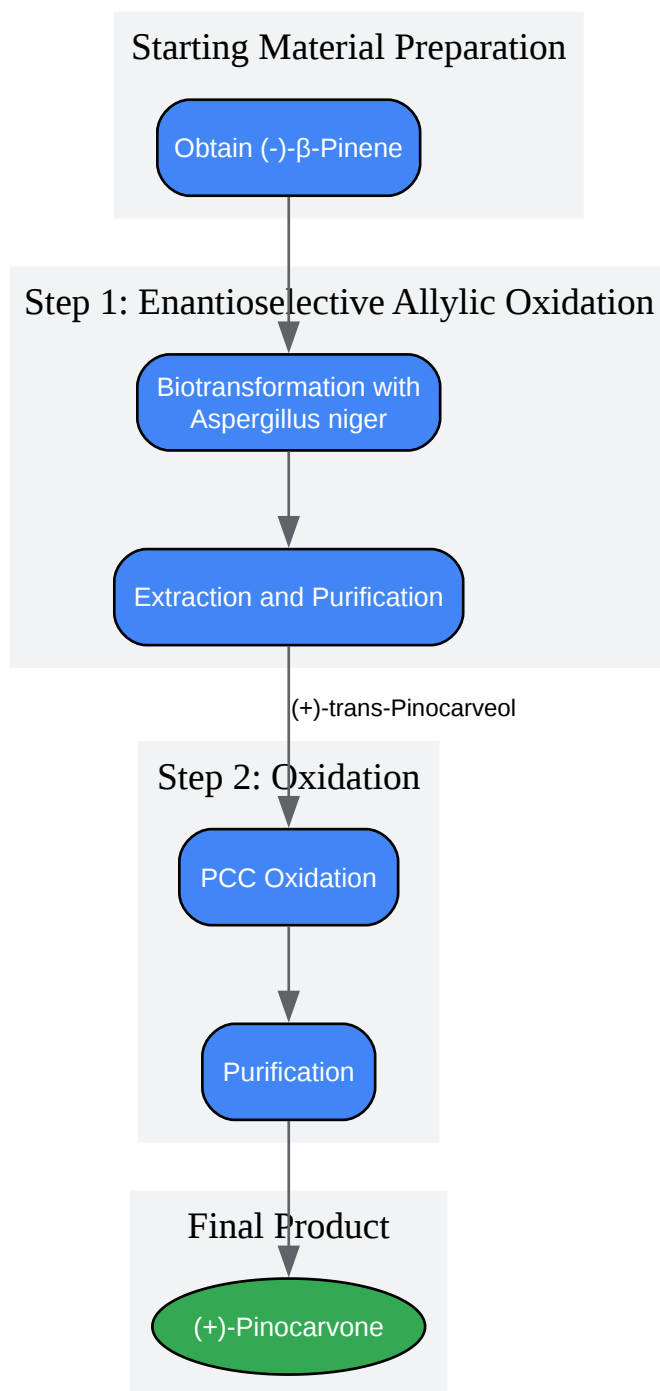 Starting Material Preparation
Obtain (-)-β-Pinene
Step 1: Enantioselective Allylic Oxidation
Biotransformation with
Aspergillus niger
Extraction and Purification
(+)-trans-Pinocarveol
Step 2: Oxidation
PCC Oxidation
Purification
Final Product
(+)-Pinocarvone